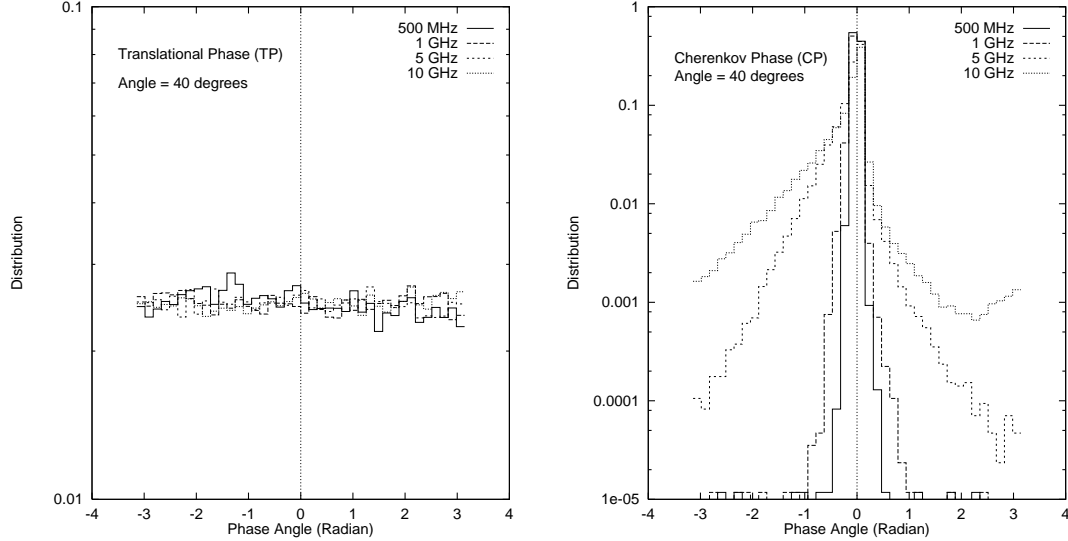 0.1
Translational Phase (TP)
Angle = 40 degrees
500 MHz
1 GHz
5 GHz
10 GHz
Distribution
0.01
-4 -3 -2 -1 0 1 2 3 4
Phase Angle (Radian)
1
Cherenkov Phase (CP)
Angle = 40 degrees
500 MHz
1 GHz
5 GHz
10 GHz
0.1
0.01
0.001
0.0001
1e-05
Distribution
-4 -3 -2 -1 0 1 2 3 4
Phase Angle (Radian)